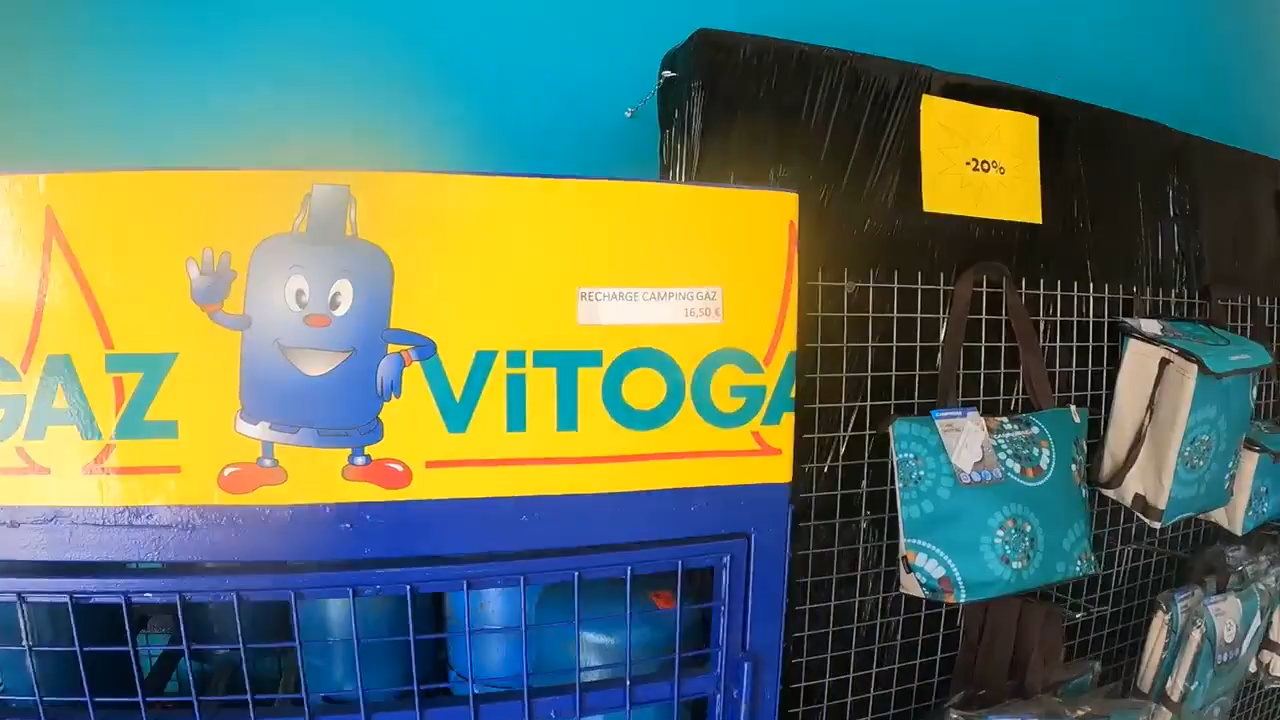 GAZ
ViTOGA
RECHARGE CAMPING GAZ
16,50 €
-20%